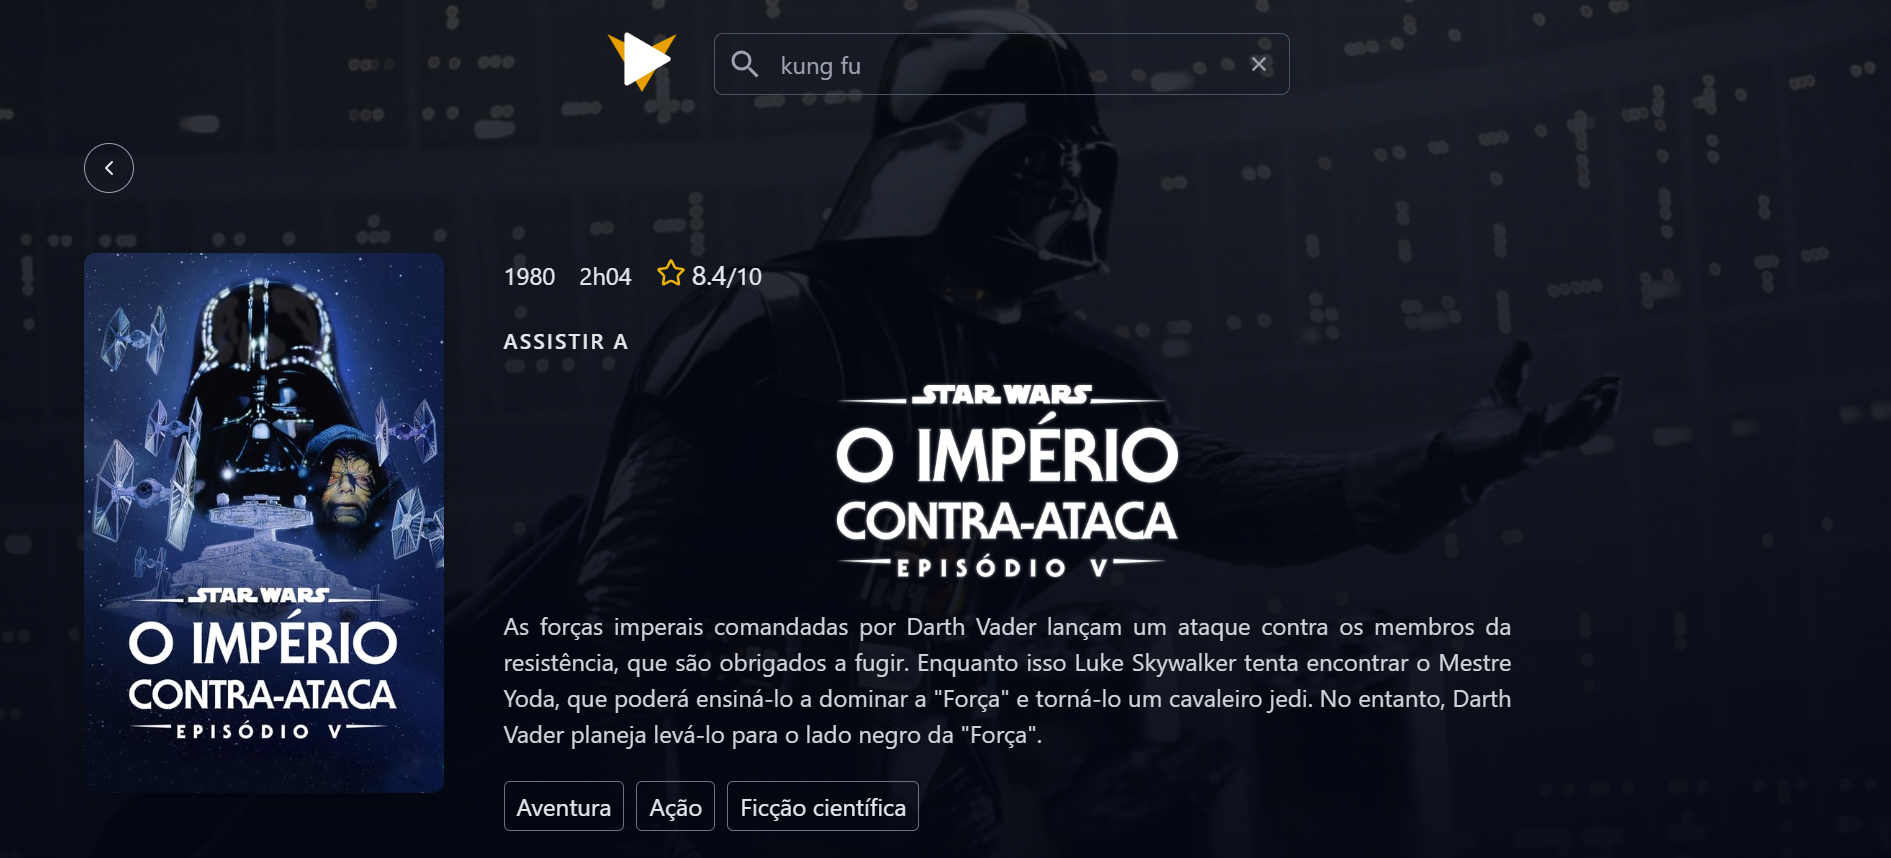 kung fu
1980 2h04 8.4/10
ASSISTIR A
STAR WARS
O IMPÉRIO
CONTRA-ATACA
EPISÓDIO V
STAR WARS
O IMPÉRIO
CONTRA-ATACA
EPISÓDIO V
As forças imperais comandadas por Darth Vader lançam um ataque contra os membros da
resistência, que são obrigados a fugir. Enquanto isso Luke Skywalker tenta encontrar o Mestre
Yoda, que poderá ensiná-lo a dominar a "Força" e torná-lo um cavaleiro jedi. No entanto, Darth
Vader planeja levá-lo para o lado negro da "Força".
Aventura Ação Ficção científica